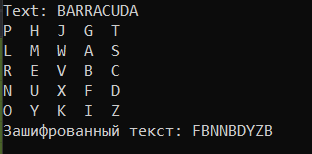 Text: BARRACUDA
P H J G T
L M W A S
R E V B C
N U X F D
O Y K I Z
Зашифрованный текст: FBNNBDYZB